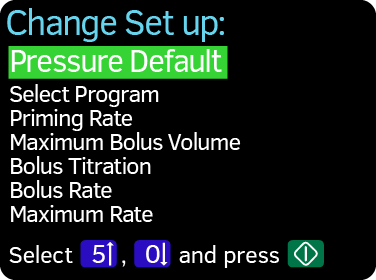 Change Set up:
Pressure Default
Select Program
Priming Rate
Maximum Bolus Volume
Bolus Titration
Bolus Rate
Maximum Rate
Select 5↑, 0↓ and press